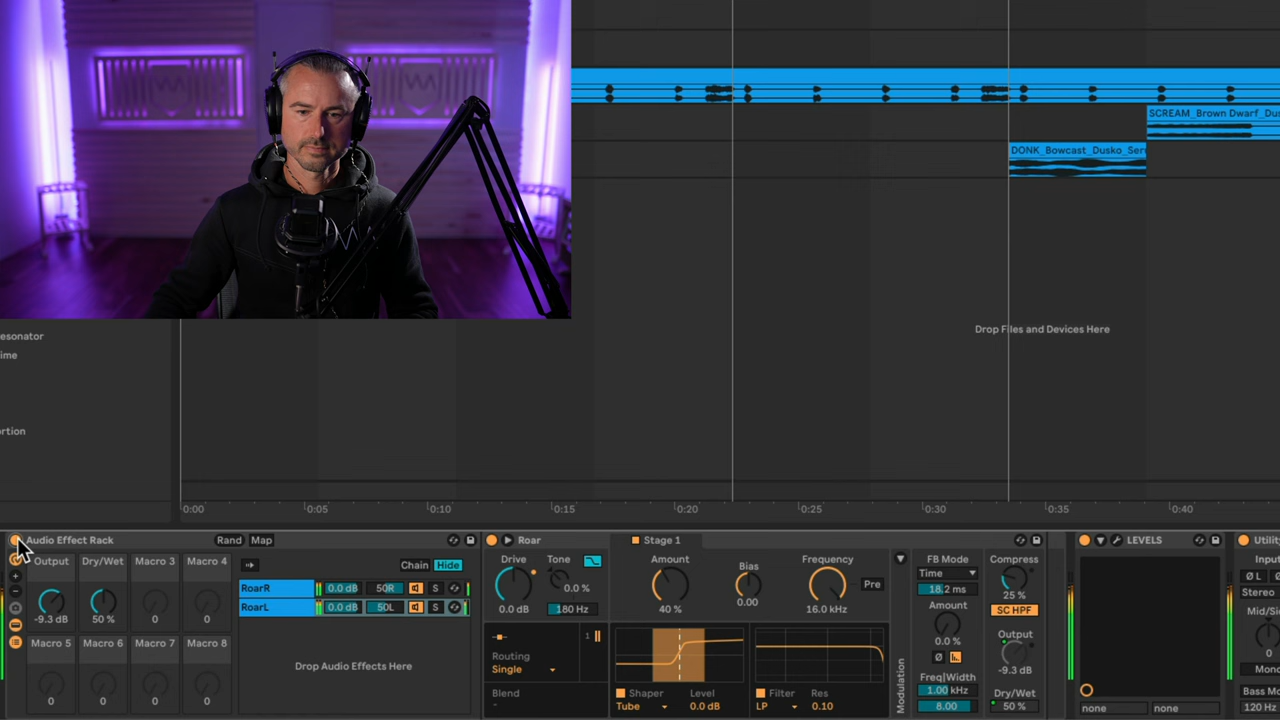 SCREAM_Brown Dwarf_Du
DONK_Bowcast_Dusko_Ser
esonator
ime
Drop Files and Devices Here
ortion
0:00 0:05 0:10 0:15 0:20 0:25 0:30 0:35 0:40
Audio Effect Rack Rand Map
Output Dry/Wet Macro 3 Macro 4
-9.3 dB 50 % 0 0
Macro 5 Macro 6 Macro 7 Macro 8
0 0 0 0
Chain Hide
RoarR 0.0 dB 50R S
RoarL 0.0 dB 50L S
Drop Audio Effects Here
Roar Stage 1
Drive Tone
0.0 dB 0.0 % 180 Hz
Amount Bias Frequency
40 % 0.00 16.0 kHz Pre
1
Routing
Single
Blend
-
Shaper Level
Tube 0.0 dB
Filter Res
LP 0.10
Modulation
FB Mode
Time
18.2 ms
Amount
0.0 %
Ø
Freq|Width
1.00 kHz
8.00
Compress
25 %
SC HPF
Output
-9.3 dB
Dry/Wet
50 %
LEVELS
none none
Utility
Input
Ø L Ø
Stereo
Mid/Si
0
Mono
Bass Mo
120 Hz